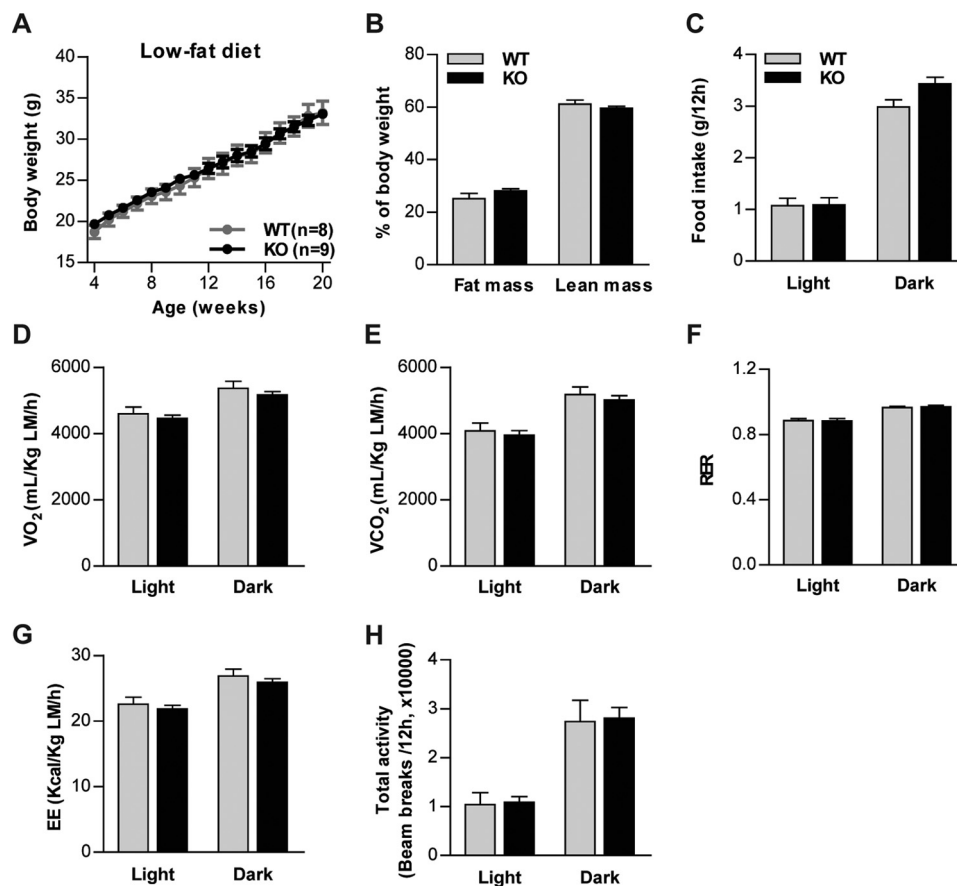 A
Low-fat diet
Body weight (g)
40
35
30
25
20
15
WT (n=8)
KO (n=9)
4 8 12 16 20
Age (weeks)
B
WT
KO
% of body weight
80
60
40
20
0
Fat mass Lean mass
C
WT
KO
Food intake (g/12h)
4
3
2
1
0
Light Dark
D
VO2 (mL/Kg LM/h)
6000
4000
2000
0
Light Dark
E
VCO2 (mL/Kg LM/h)
6000
4000
2000
0
Light Dark
F
RER
1.2
0.8
0.4
0.0
Light Dark
G
EE (Kcal/Kg LM/h)
30
20
10
0
Light Dark
H
Total activity
(Beam breaks /12h, x10000)
4
3
2
1
0
Light Dark